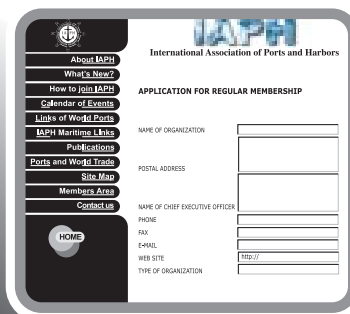 IAPH
International Association of Ports and Harbors
About IAPH
What's New?
How to join IAPH
Calendar of Events
Links of World Ports
IAPH Maritime Links
Publications
Ports and World Trade
Site Map
Members Area
Contact us
HOME
APPLICATION FOR REGULAR MEMBERSHIP
NAME OF ORGANIZATION
POSTAL ADDRESS
NAME OF CHIEF EXECUTIVE OFFICER
PHONE
FAX
E-MAIL
WEB SITE http://
TYPE OF ORGANIZATION